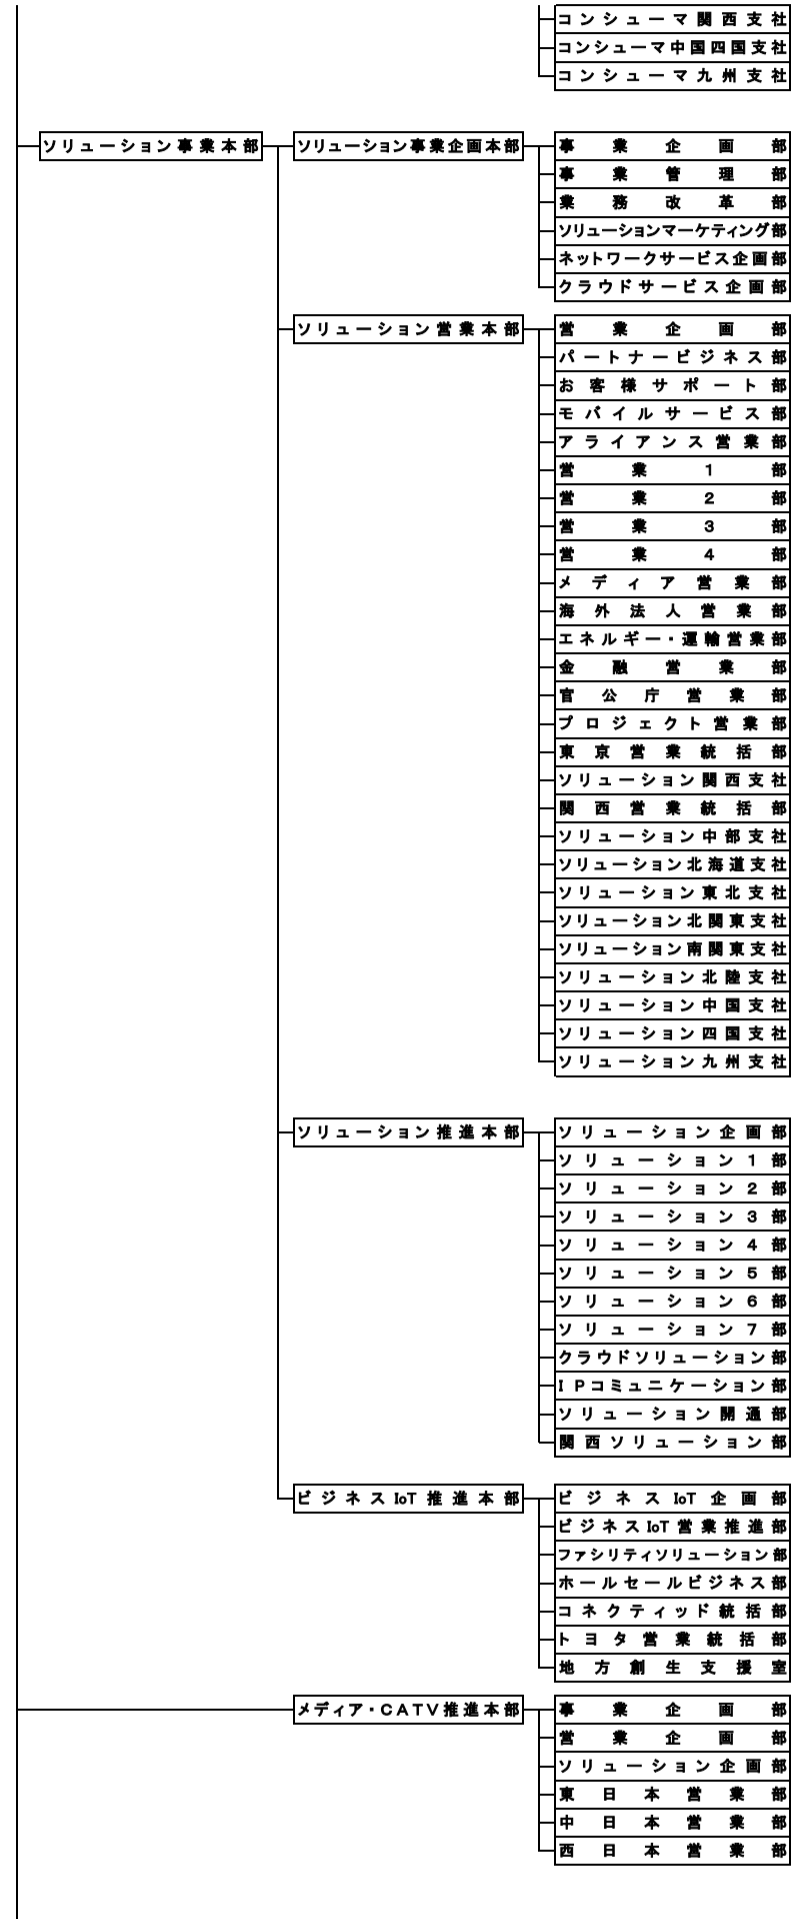 コンシューマ関西支社
コンシューマ中国四国支社
コンシューマ九州支社
ソリューション事業本部
ソリューション事業企画本部
事業企画部
事業管理部
業務改革部
ソリューションマーケティング部
ネットワークサービス企画部
クラウドサービス企画部
ソリューション営業本部
営業企画部
パートナービジネス部
お客様サポート部
モバイルサービス部
アライアンス営業部
営業1部
営業2部
営業3部
営業4部
メディア営業部
海外法人営業部
エネルギー・運輸営業部
金融営業部
官公庁営業部
プロジェクト営業部
東京営業統括部
ソリューション関西支社
関西営業統括部
ソリューション中部支社
ソリューション北海道支社
ソリューション東北支社
ソリューション北関東支社
ソリューション南関東支社
ソリューション北陸支社
ソリューション中国支社
ソリューション四国支社
ソリューション九州支社
ソリューション推進本部
ソリューション企画部
ソリューション1部
ソリューション2部
ソリューション3部
ソリューション4部
ソリューション5部
ソリューション6部
ソリューション7部
クラウドソリューション部
IPコミュニケーション部
ソリューション開通部
関西ソリューション部
ビジネスIoT推進本部
ビジネスIoT企画部
ビジネスIoT営業推進部
ファシリティソリューション部
ホールセールビジネス部
コネクティッド統括部
トヨタ営業統括部
地方創生支援室
メディア・CATV推進本部
事業企画部
営業企画部
ソリューション企画部
東日本営業部
中日本営業部
西日本営業部